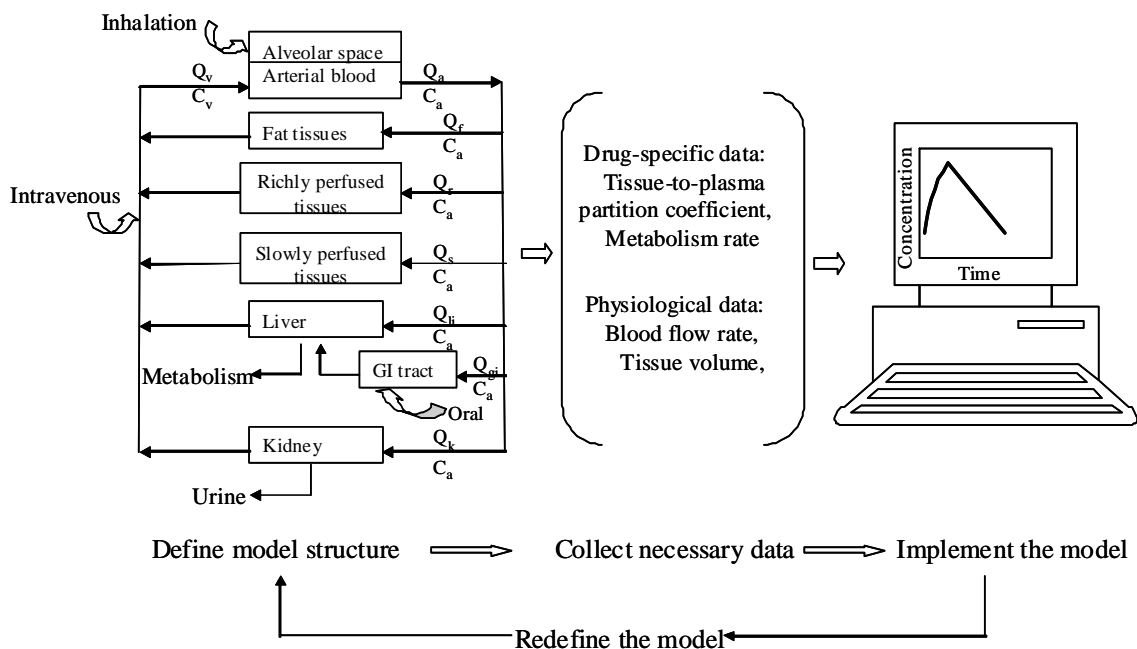 Inhalation
Alveolar space
Arterial blood
Q_v
C_v
Q_a
C_a
Fat tissues
Q_f
C_a
Intravenous
Richly perfused
tissues
Q_r
C_a
Slowly perfused
tissues
Q_s
C_a
Liver
Q_li
C_a
Metabolism
GI tract
Q_gi
C_a
Oral
Kidney
Q_k
C_a
Urine
Drug-specific data:
Tissue-to-plasma
partition coefficient,
Metabolism rate
Physiological data:
Blood flow rate,
Tissue volume,
Concentration
Time
Define model structure
Collect necessary data
Implement the model
Redefine the model